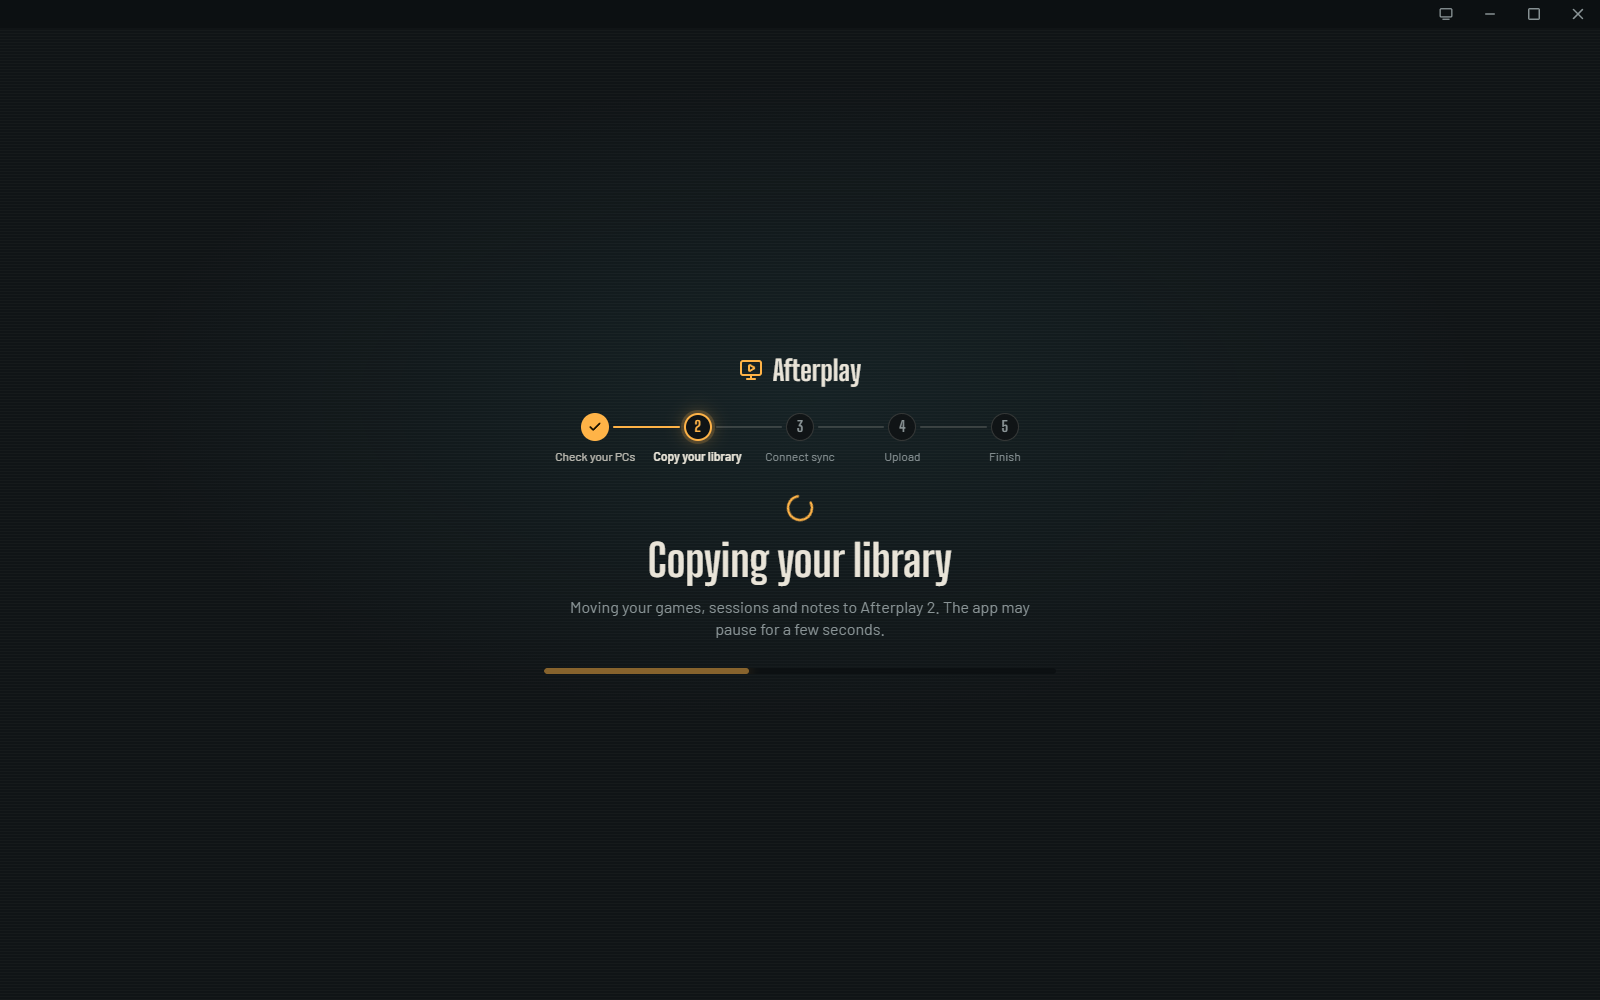 Afterplay
2
3
4
5
Check your PCs
Copy your library
Connect sync
Upload
Finish
Copying your library
Moving your games, sessions and notes to Afterplay 2. The app may
pause for a few seconds.